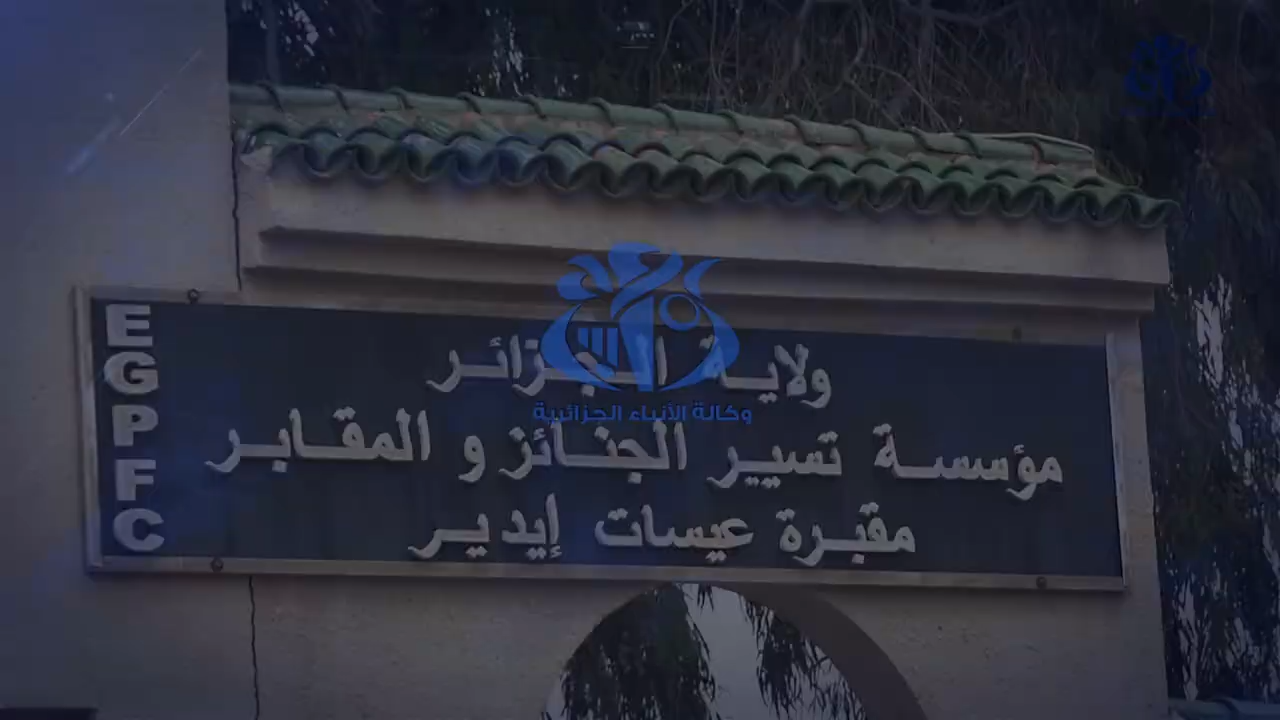 ولاية الجزائر
مؤسسة تسيير الجنائز و المقابر
مقبرة عيسات إيدير
EGPFC
وكالة الأنباء الجزائرية